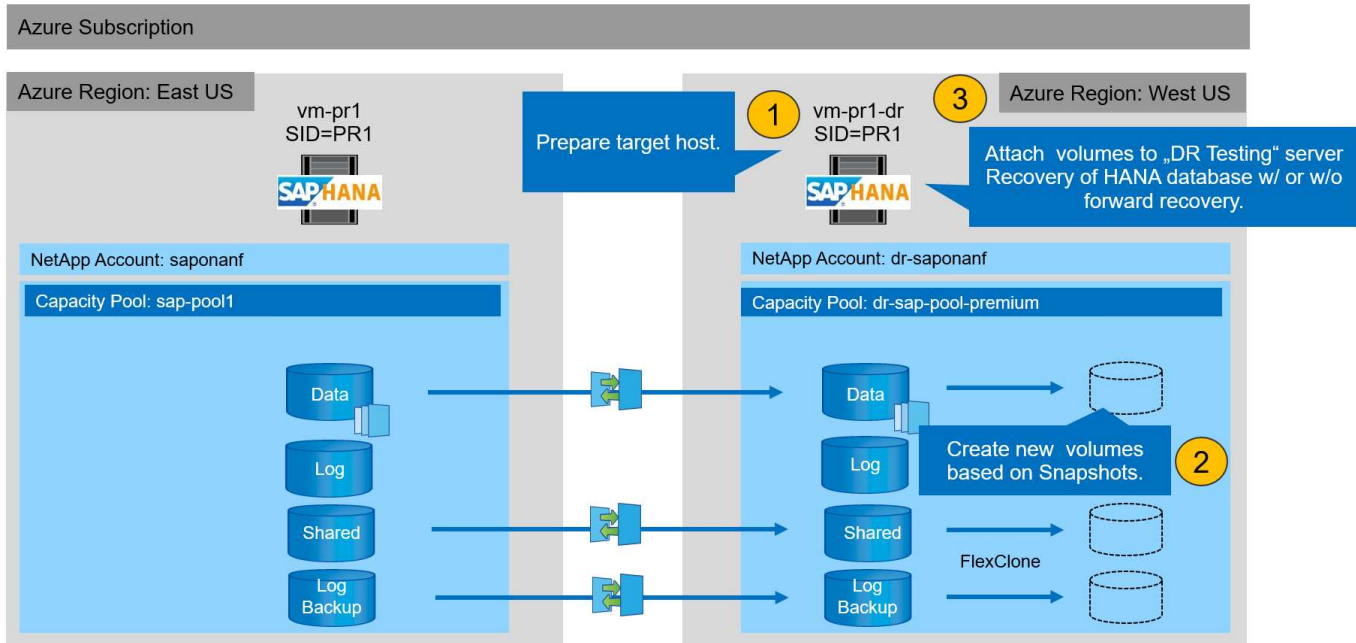 Azure Subscription
Azure Region: East US
vm-pr1
SID=PR1
SAP HANA
NetApp Account: saponanf
Capacity Pool: sap-pool1
Data
Log
Shared
Log
Backup
Prepare target host.
1
vm-pr1-dr
SID=PR1
SAP HANA
3
Azure Region: West US
Attach volumes to „DR Testing“ server
Recovery of HANA database w/ or w/o
forward recovery.
NetApp Account: dr-saponanf
Capacity Pool: dr-sap-pool-premium
Data
Log
Create new volumes
based on Snapshots.
2
Shared
FlexClone
Log
Backup